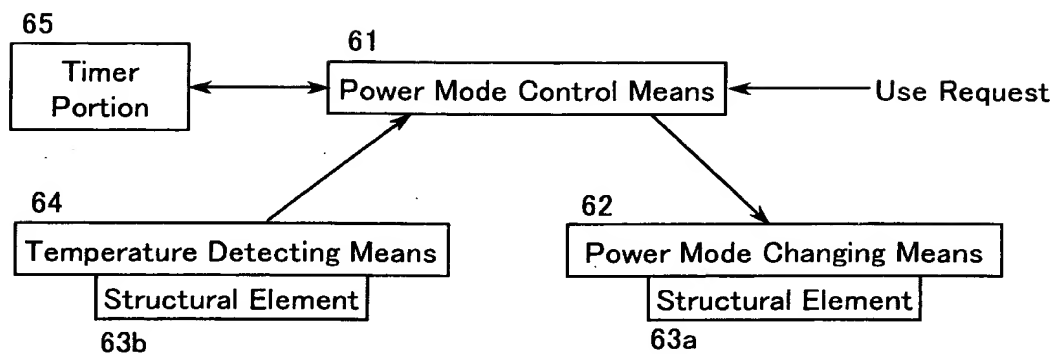 65
61
Timer
Portion
Power Mode Control Means
Use Request
64
62
Temperature Detecting Means
Power Mode Changing Means
Structural Element
Structural Element
63b
63a